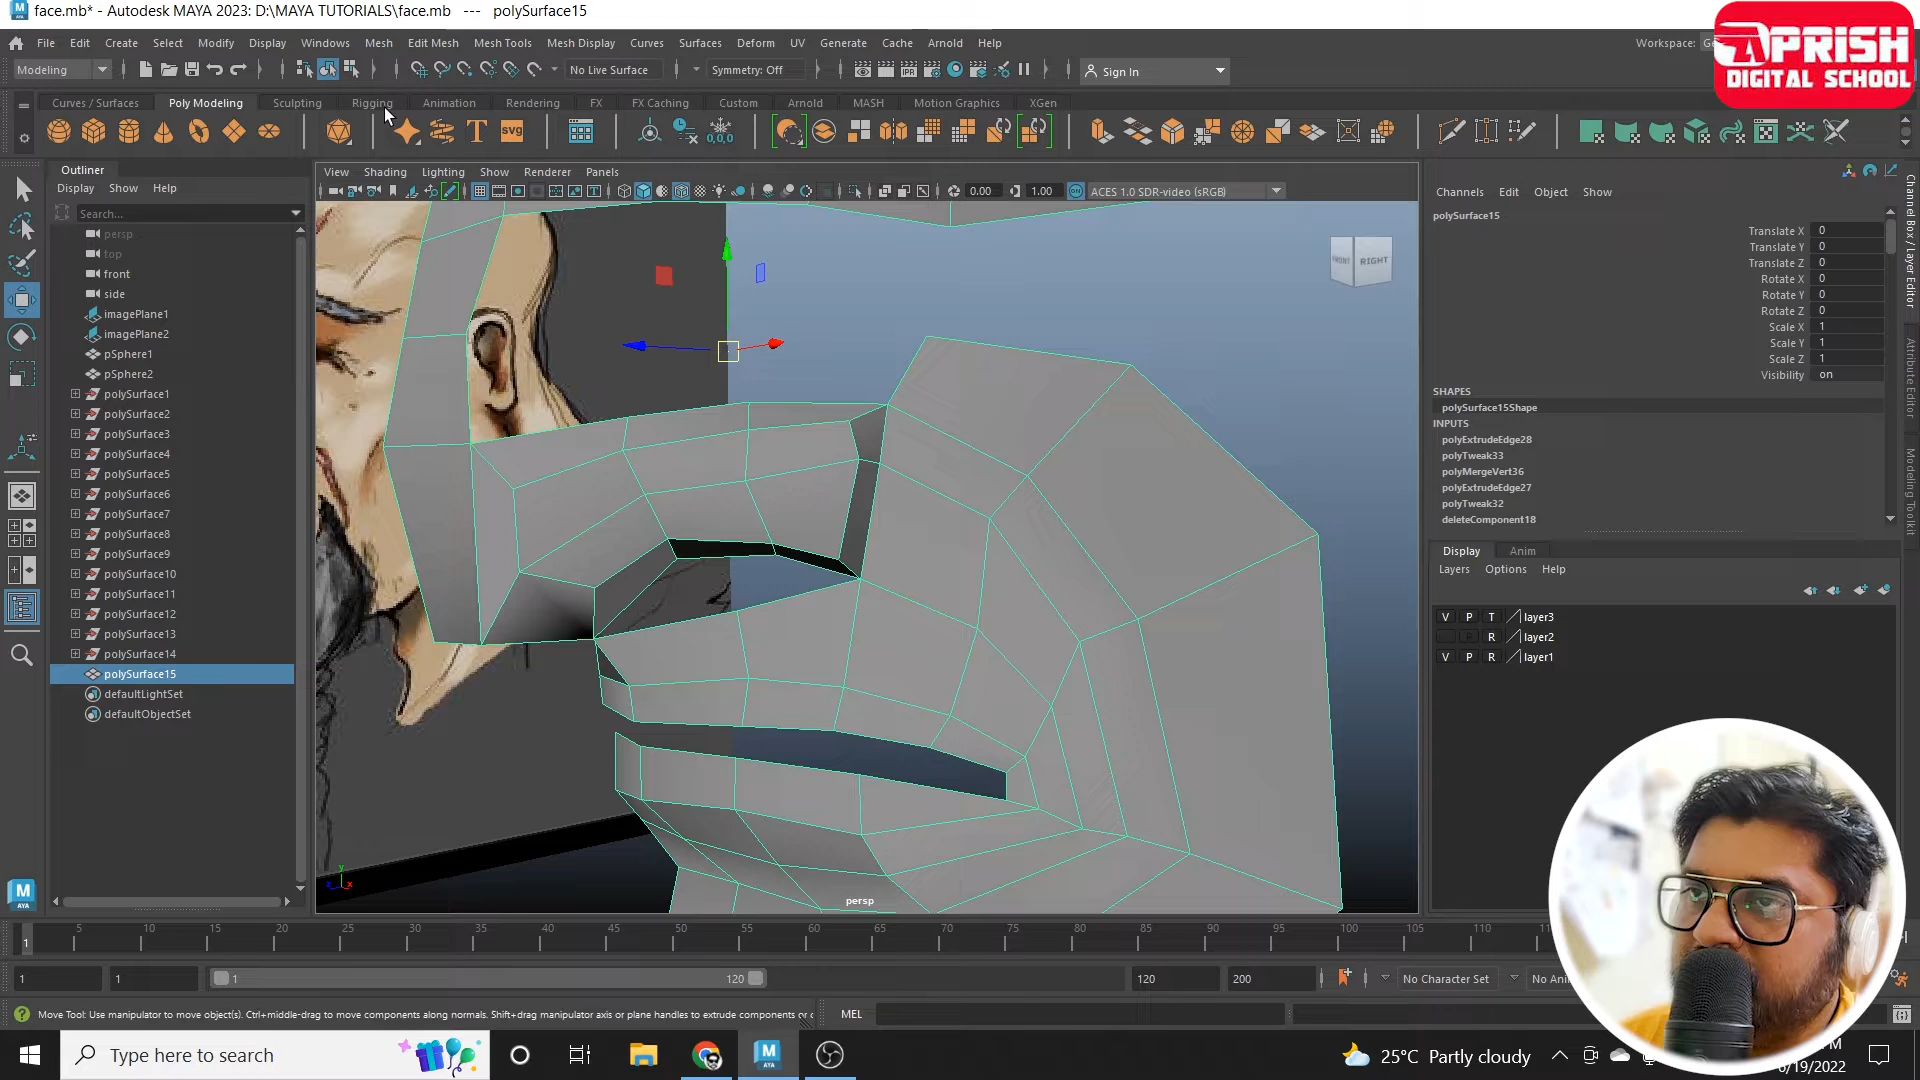 face.mb* - Autodesk MAYA 2023: D:\MAYA TUTORIALS\face.mb --- polySurface15
APRISH
DIGITAL SCHOOL
File Edit Create Select Modify Display Windows Mesh Edit Mesh Mesh Tools Mesh Display Curves Surfaces Deform UV Generate Cache Arnold Help
Workspace:
Modeling
No Live Surface
Symmetry: Off
Sign In
Curves / Surfaces Poly Modeling Sculpting Rigging Animation Rendering FX FX Caching Custom Arnold MASH Motion Graphics XGen
Outliner
Display Show Help
Search...
persp
top
front
side
imagePlane1
imagePlane2
pSphere1
pSphere2
polySurface1
polySurface2
polySurface3
polySurface4
polySurface5
polySurface6
polySurface7
polySurface8
polySurface9
polySurface10
polySurface11
polySurface12
polySurface13
polySurface14
polySurface15
defaultLightSet
defaultObjectSet
View Shading Lighting Show Renderer Panels
0.00
1.00
ACES 1.0 SDR-video (sRGB)
FRONT RIGHT
persp
Channels Edit Object Show
polySurface15
Translate X 0
Translate Y 0
Translate Z 0
Rotate X 0
Rotate Y 0
Rotate Z 0
Scale X 1
Scale Y 1
Scale Z 1
Visibility on
SHAPES
polySurface15Shape
INPUTS
polyExtrudeEdge28
polyTweak33
polyMergeVert36
polyExtrudeEdge27
polyTweak32
deleteComponent18
Display Anim
Layers Options Help
V P T layer3
R layer2
V P R layer1
Channel Box / Layer Editor
Attribute Editor
Modeling Toolkit
5 10 15 20 25 30 35 40 45 50 55 60 65 70 75 80 85 90 95 100 105 110
1
1 1 1 120 120 200 No Character Set
Move Tool: Use manipulator to move object(s). Ctrl+middle-drag to move components along normals. Shift+drag manipulator axis or plane handles to extrude components or
MEL
Type here to search
25°C Partly cloudy